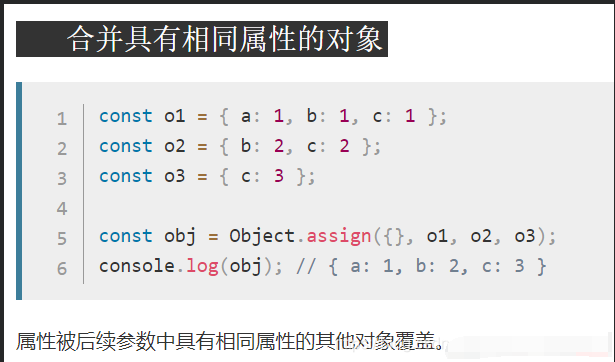 合并具有相同属性的对象
1 const o1 = { a: 1, b: 1, c: 1 };
2 const o2 = { b: 2, c: 2 };
3 const o3 = { c: 3 };
4
5 const obj = Object.assign({}, o1, o2, o3);
6 console.log(obj); // { a: 1, b: 2, c: 3 }
属性被后续参数中具有相同属性的其他对象覆盖。